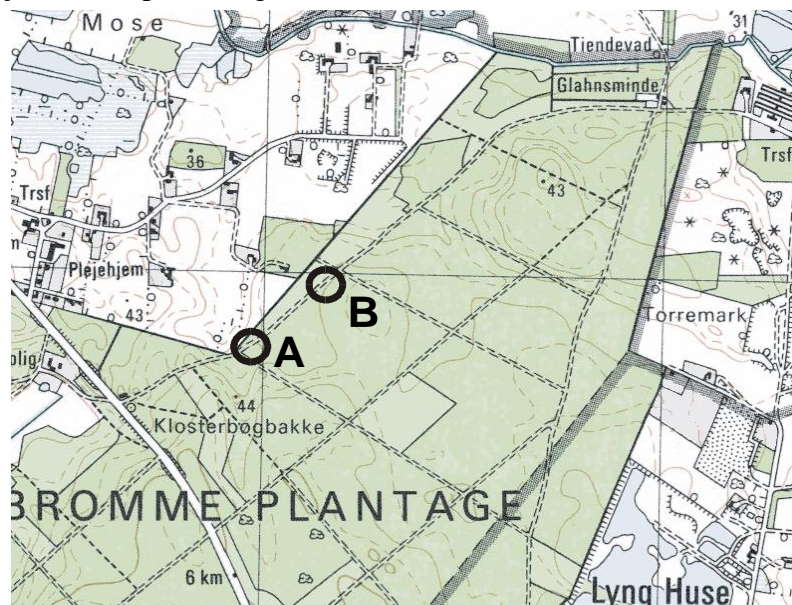 Mose
Tiendevad
31
Glahnsminde
36
Trsf
43
Trsf
Plejehjem
B
43
Torremark
A
44
Klosterbøgbakke
BROMME PLANTAGE
6 km
Lyng Huse